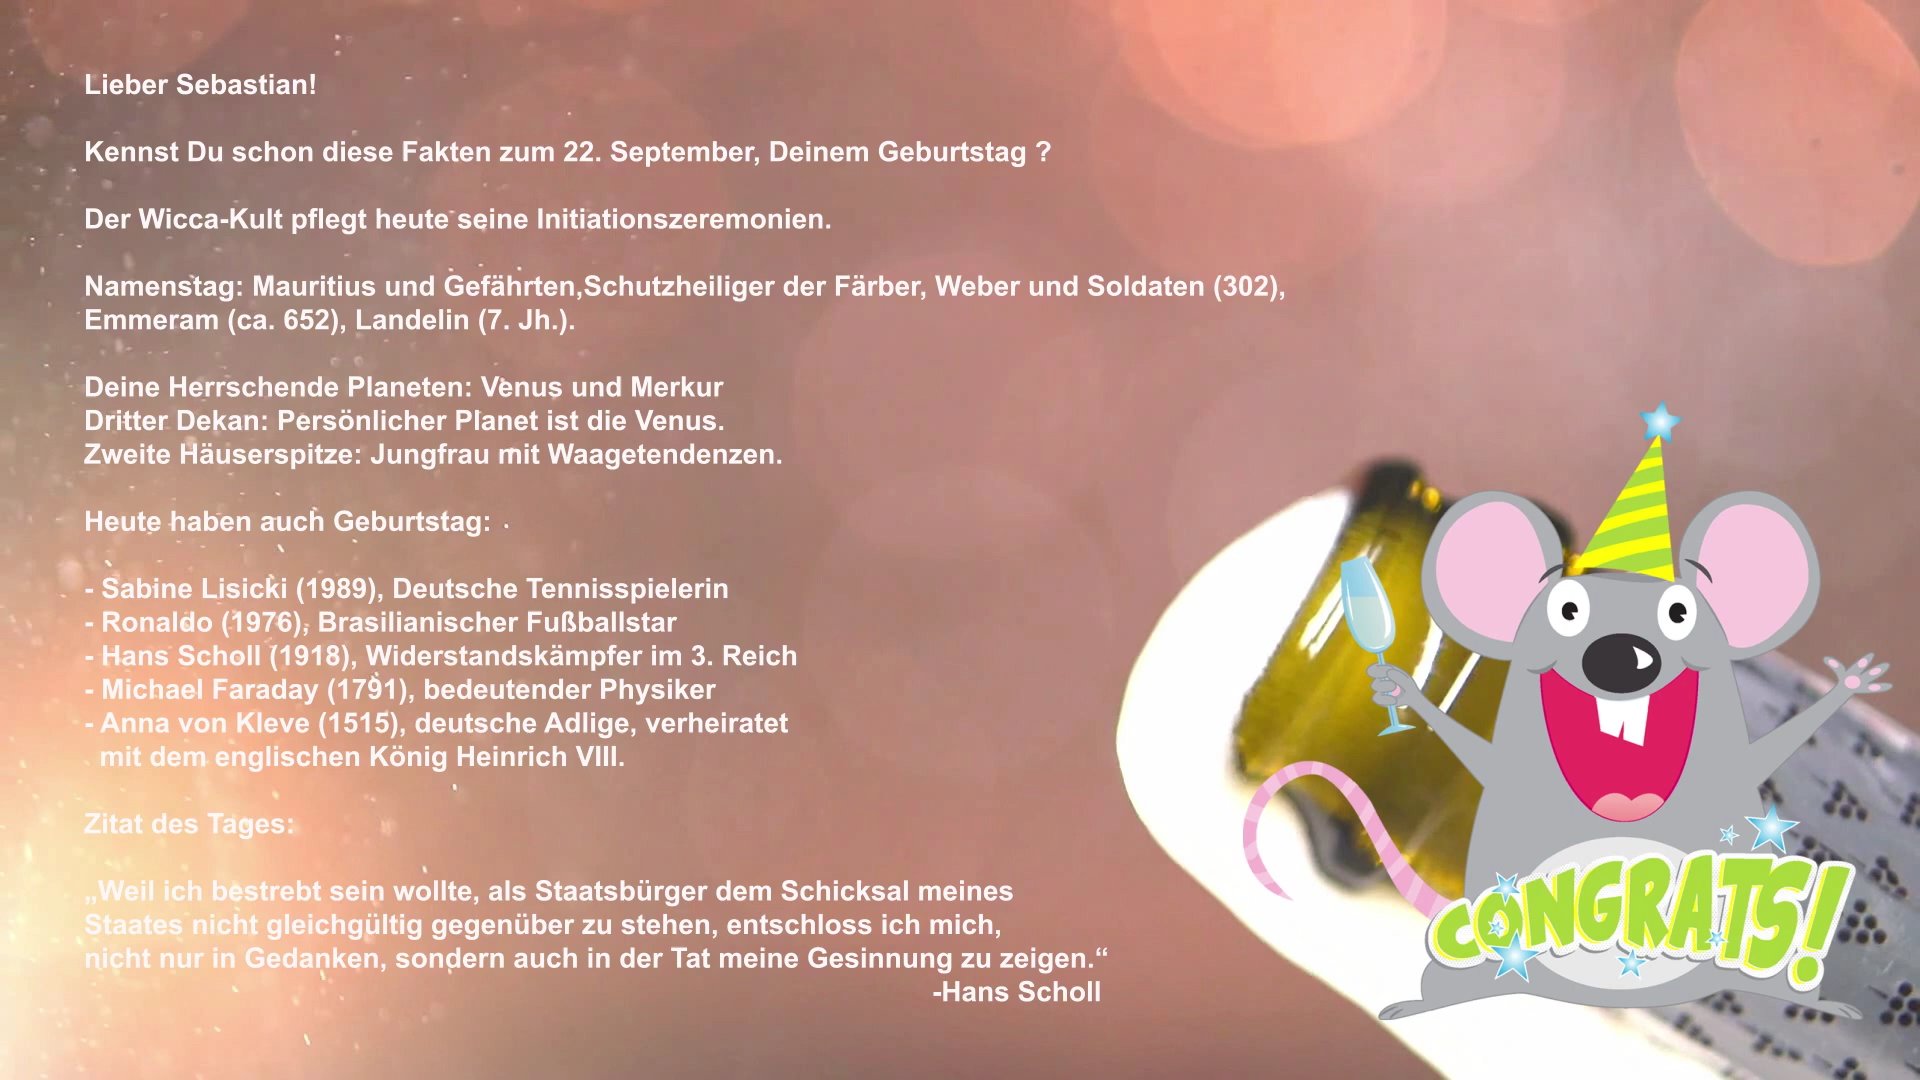 Lieber Sebastian!
Kennst Du schon diese Fakten zum 22. September, Deinem Geburtstag ?
Der Wicca-Kult pflegt heute seine Initiationszeremonien.
Namenstag: Mauritius und Gefährten,Schutzheiliger der Färber, Weber und Soldaten (302),
Emmeram (ca. 652), Landelin (7. Jh.).
Deine Herrschende Planeten: Venus und Merkur
Dritter Dekan: Persönlicher Planet ist die Venus.
Zweite Häuserspitze: Jungfrau mit Waagetendenzen.
Heute haben auch Geburtstag:
- Sabine Lisicki (1989), Deutsche Tennisspielerin
- Ronaldo (1976), Brasilianischer Fußballstar
- Hans Scholl (1918), Widerstandskämpfer im 3. Reich
- Michael Faraday (1791), bedeutender Physiker
- Anna von Kleve (1515), deutsche Adlige, verheiratet
mit dem englischen König Heinrich VIII.
Zitat des Tages:
„Weil ich bestrebt sein wollte, als Staatsbürger dem Schicksal meines
Staates nicht gleichgültig gegenüber zu stehen, entschloss ich mich,
nicht nur in Gedanken, sondern auch in der Tat meine Gesinnung zu zeigen.“
-Hans Scholl
CONGRATS!